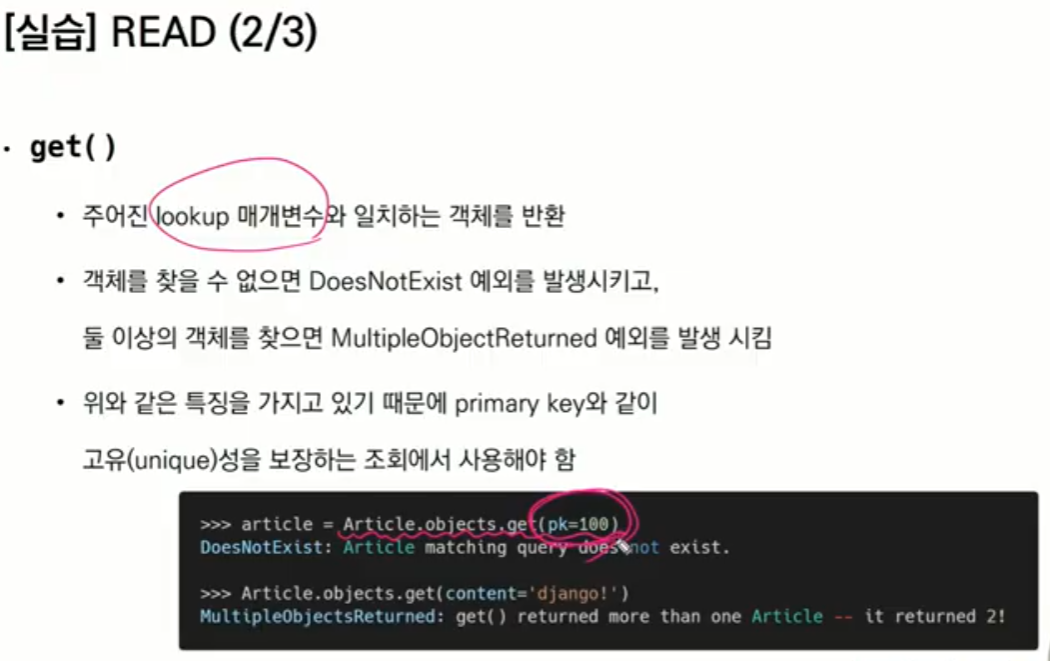 [실습] READ (2/3)
· get()
• 주어진 lookup 매개변수와 일치하는 객체를 반환
• 객체를 찾을 수 없으면 DoesNotExist 예외를 발생시키고,
둘 이상의 객체를 찾으면 MultipleObjectReturned 예외를 발생 시킴
• 위와 같은 특징을 가지고 있기 때문에 primary key와 같이
고유(unique)성을 보장하는 조회에서 사용해야 함
>>> article = Article.objects.get(pk=100)
DoesNotExist: Article matching query does not exist.
>>> Article.objects.get(content='django!')
MultipleObjectsReturned: get() returned more than one Article -- it returned 2!